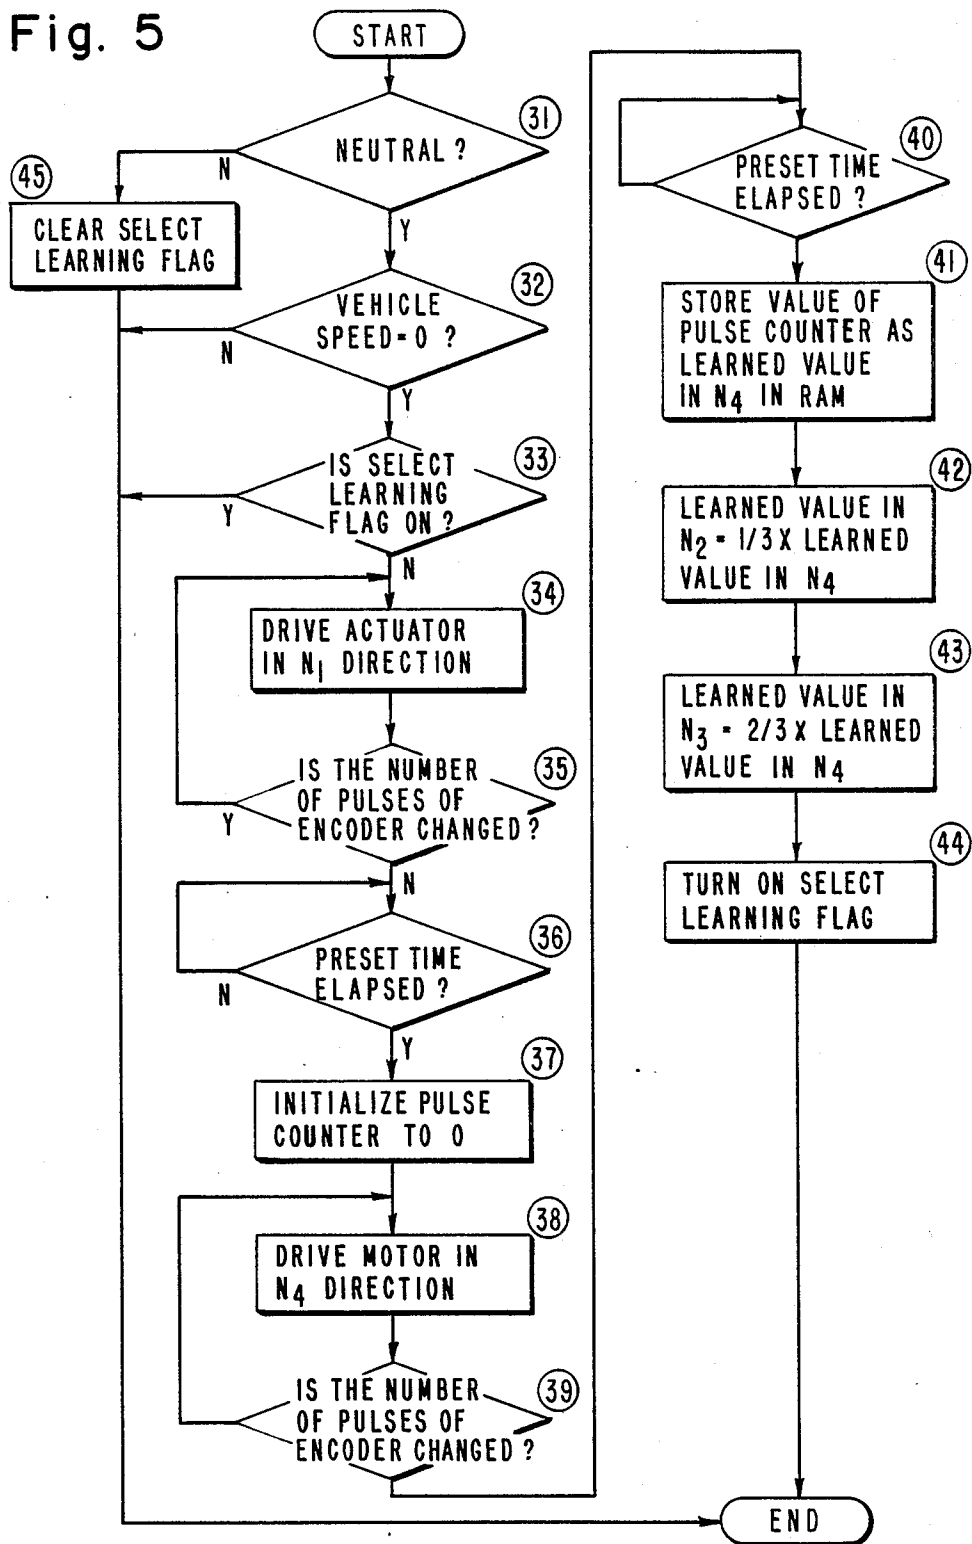 Fig. 5
START
31
NEUTRAL ?
N
Y
45
CLEAR SELECT
LEARNING FLAG
32
VEHICLE
SPEED = 0 ?
N
Y
33
IS SELECT
LEARNING
FLAG ON ?
Y
N
34
DRIVE ACTUATOR
IN N1 DIRECTION
35
IS THE NUMBER
OF PULSES OF
ENCODER CHANGED ?
Y
N
36
PRESET TIME
ELAPSED ?
N
Y
37
INITIALIZE PULSE
COUNTER TO 0
38
DRIVE MOTOR IN
N4 DIRECTION
39
IS THE NUMBER
OF PULSES OF
ENCODER CHANGED ?
40
PRESET TIME
ELAPSED ?
41
STORE VALUE OF
PULSE COUNTER AS
LEARNED VALUE
IN N4 IN RAM
42
LEARNED VALUE IN
N2 = 1/3 X LEARNED
VALUE IN N4
43
LEARNED VALUE IN
N3 = 2/3 X LEARNED
VALUE IN N4
44
TURN ON SELECT
LEARNING FLAG
END